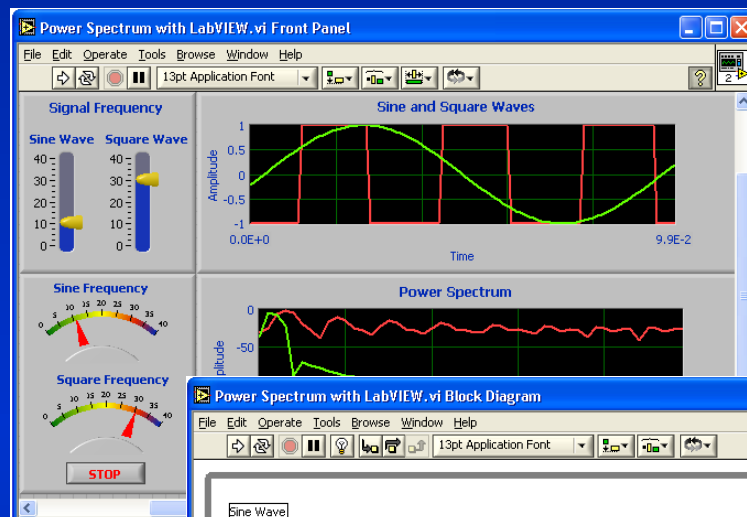 Power Spectrum with LabVIEW.vi Front Panel
File Edit Operate Tools Browse Window Help
13pt Application Font
2
Signal Frequency
Sine Wave Square Wave
40 40
30 30
20 20
10 10
0 0
Sine and Square Waves
Amplitude
1
0.5
0
-0.5
-1
0.0E+0 9.9E-2
Time
Sine Frequency
0 5 10 15 20 25 30 35 40
Square Frequency
0 5 10 15 20 25 30 35 40
STOP
Power Spectrum
0
-50
Power Spectrum with LabVIEW.vi Block Diagram
File Edit Operate Tools Window Help
13pt Application Font
Sine Wave